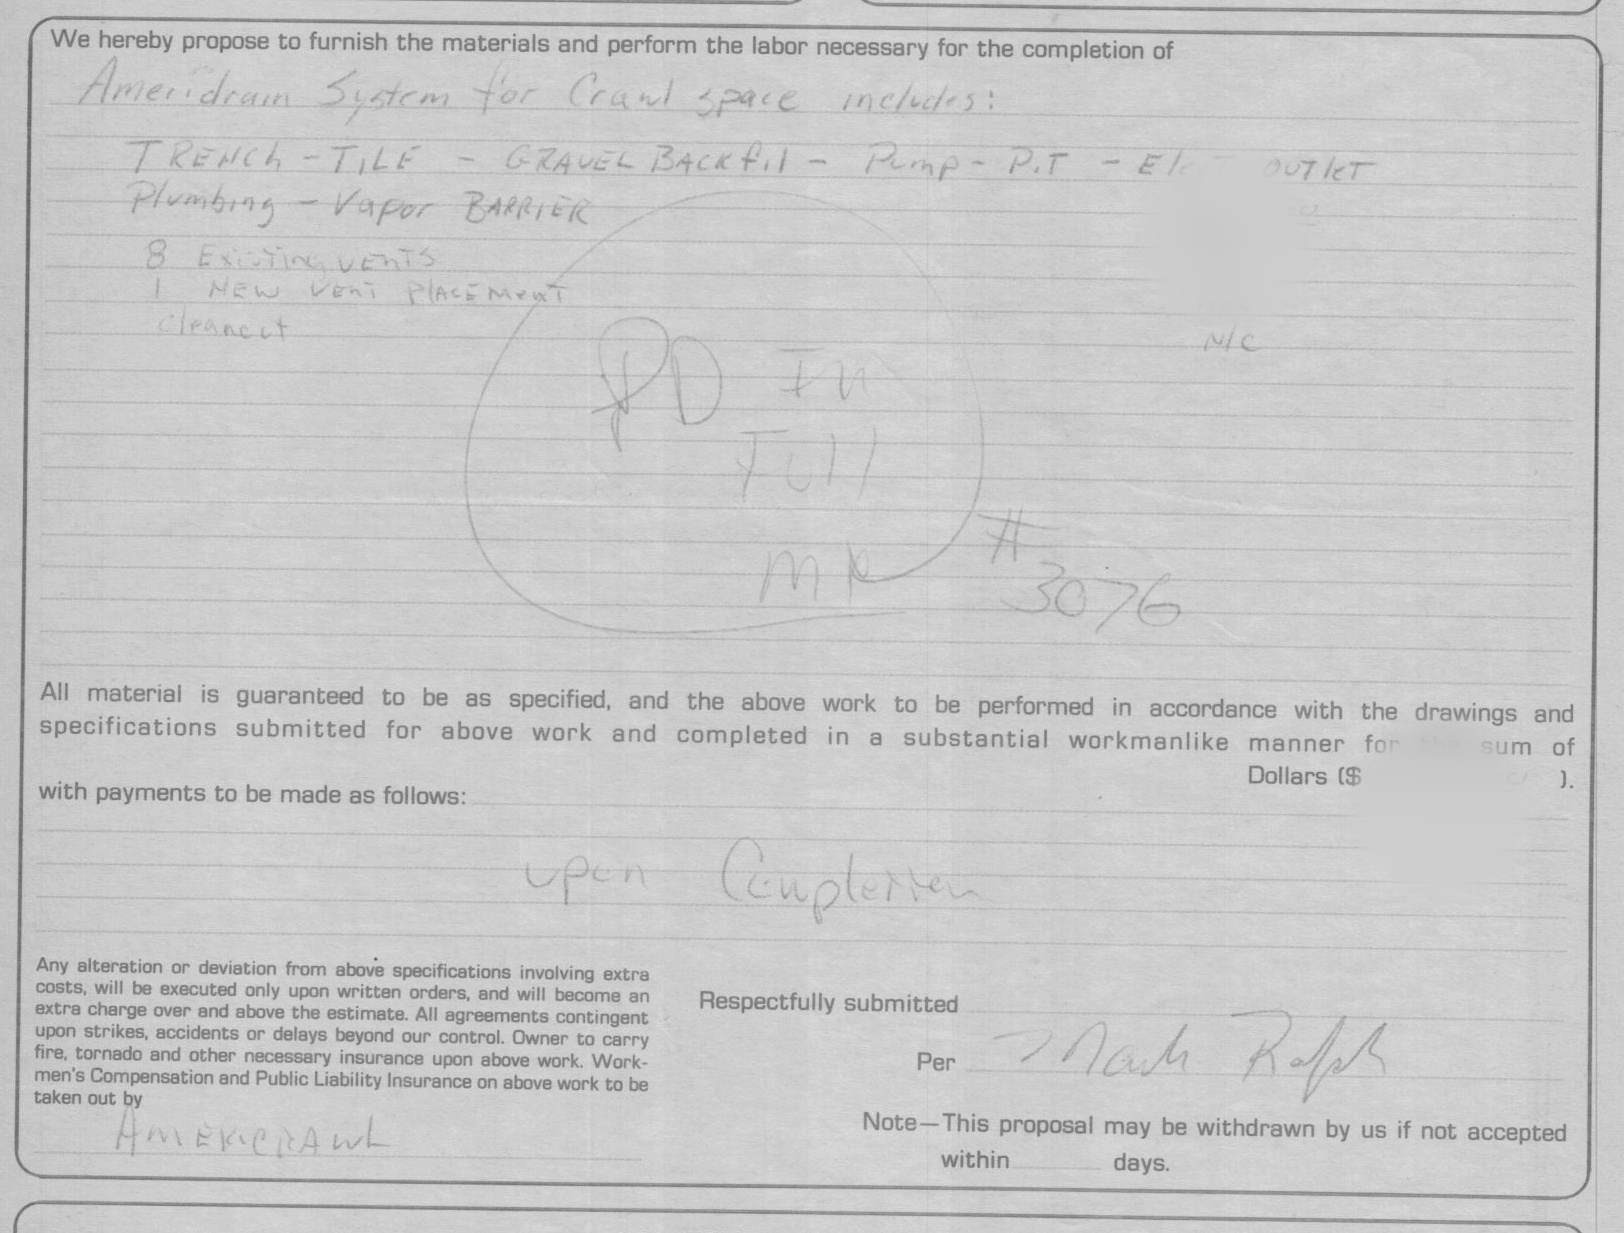 We hereby propose to furnish the materials and perform the labor necessary for the completion of
Ameridrain System for Crawl space includes:
TRENCh - TILE - GRAVEL BACKfil - Pump - PiT - OUTlET
Plumbing - Vapor BARRIER
8 Existing VENTS
1 NEW VENT PlACEMENT
Cleanout
N/C
PD In
Full
MR
#
3076
All material is guaranteed to be as specified, and the above work to be performed in accordance with the drawings and
specifications submitted for above work and completed in a substantial workmanlike manner for the sum of
Dollars ($ ).
with payments to be made as follows:
upon Completion
Any alteration or deviation from above specifications involving extra
costs, will be executed only upon written orders, and will become an
extra charge over and above the estimate. All agreements contingent
upon strikes, accidents or delays beyond our control. Owner to carry
fire, tornado and other necessary insurance upon above work. Work-
men's Compensation and Public Liability Insurance on above work to be
taken out by
AMERICRAWL
Respectfully submitted
Per Mark Ralph
Note—This proposal may be withdrawn by us if not accepted
within days.